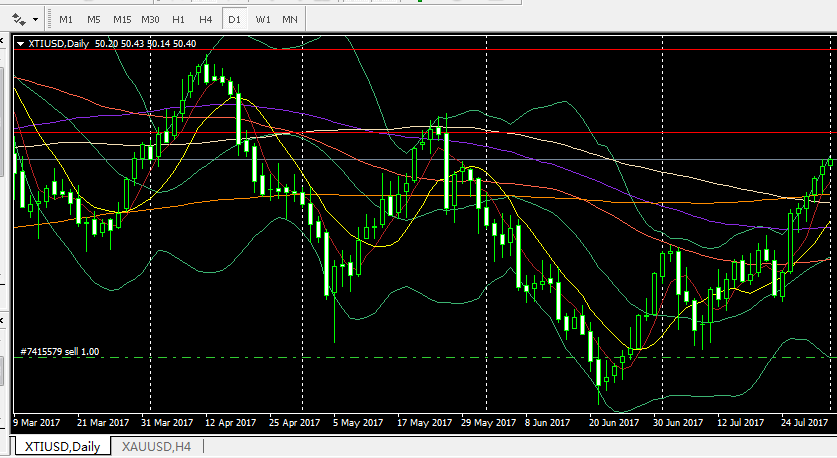 M1 M5 M15 M30 H1 H4 D1 W1 MN
XTIUSD,Daily 50.20 50.43 50.14 50.40
#7415579 sell 1.00
9 Mar 2017 21 Mar 2017 31 Mar 2017 12 Apr 2017 25 Apr 2017 5 May 2017 17 May 2017 29 May 2017 8 Jun 2017 20 Jun 2017 30 Jun 2017 12 Jul 2017 24 Jul 2017
XTIUSD,Daily XAUUSD,H4